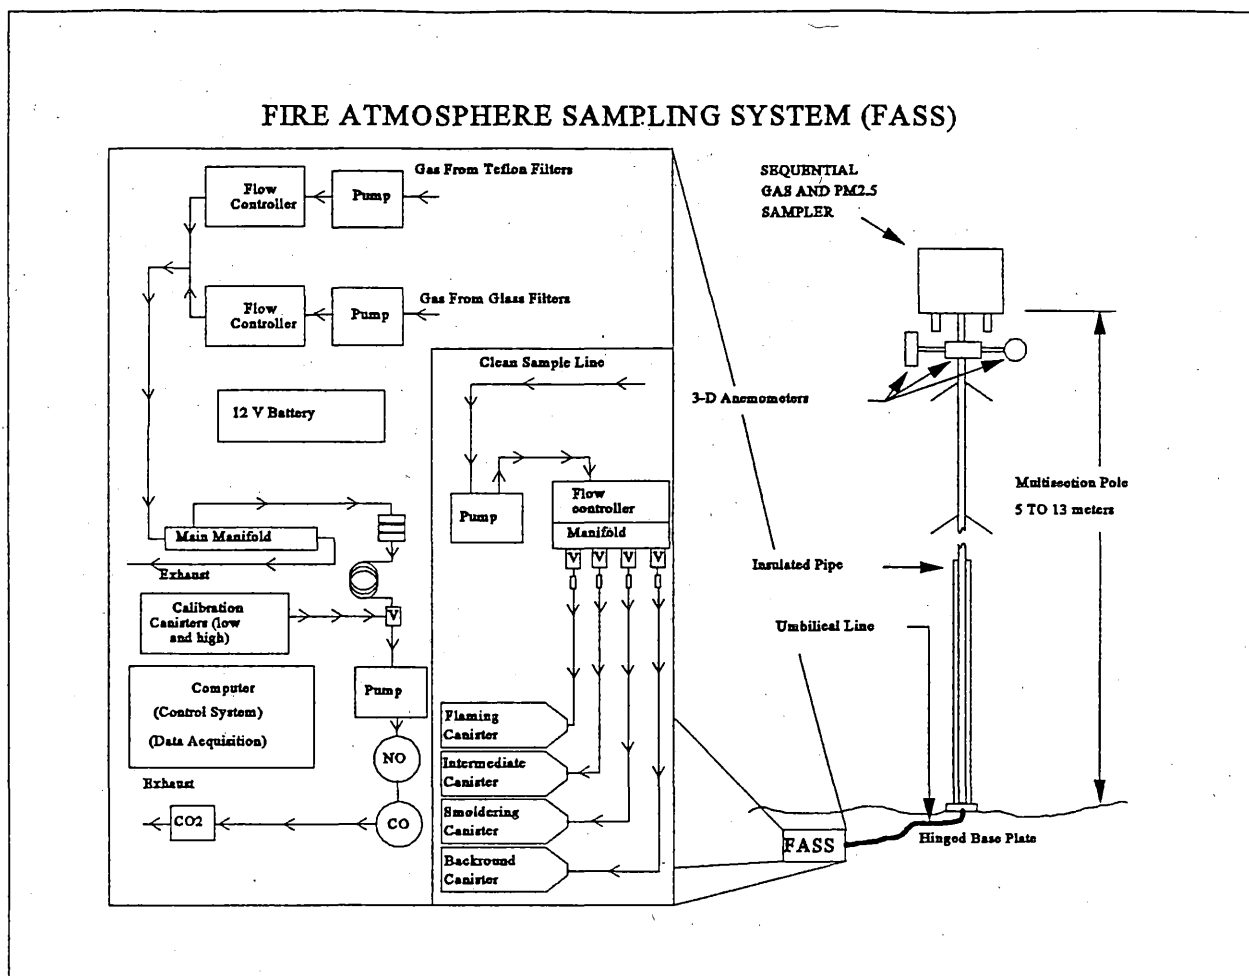 FIRE ATMOSPHERE SAMPLING SYSTEM (FASS)
Gas From Teflon Filters
Flow
Controller
Pump
Gas From Glass Filters
Flow
Controller
Pump
12 V Battery
Main Manifold
Exhaust
Calibration
Canisters (low
and high)
V
Computer
(Control System)
(Data Acquisition)
Pump
NO
Exhaust
CO2
CO
Clean Sample Line
Pump
Flow
controller
Manifold
V
V
V
V
Flaming
Canister
Intermediate
Canister
Smoldering
Canister
Backround
Canister
SEQUENTIAL
GAS AND PM2.5
SAMPLER
3-D Anemometers
Multisection Pole
5 TO 13 meters
Insulated Pipe
Umbilical Line
FASS
Hinged Base Plate